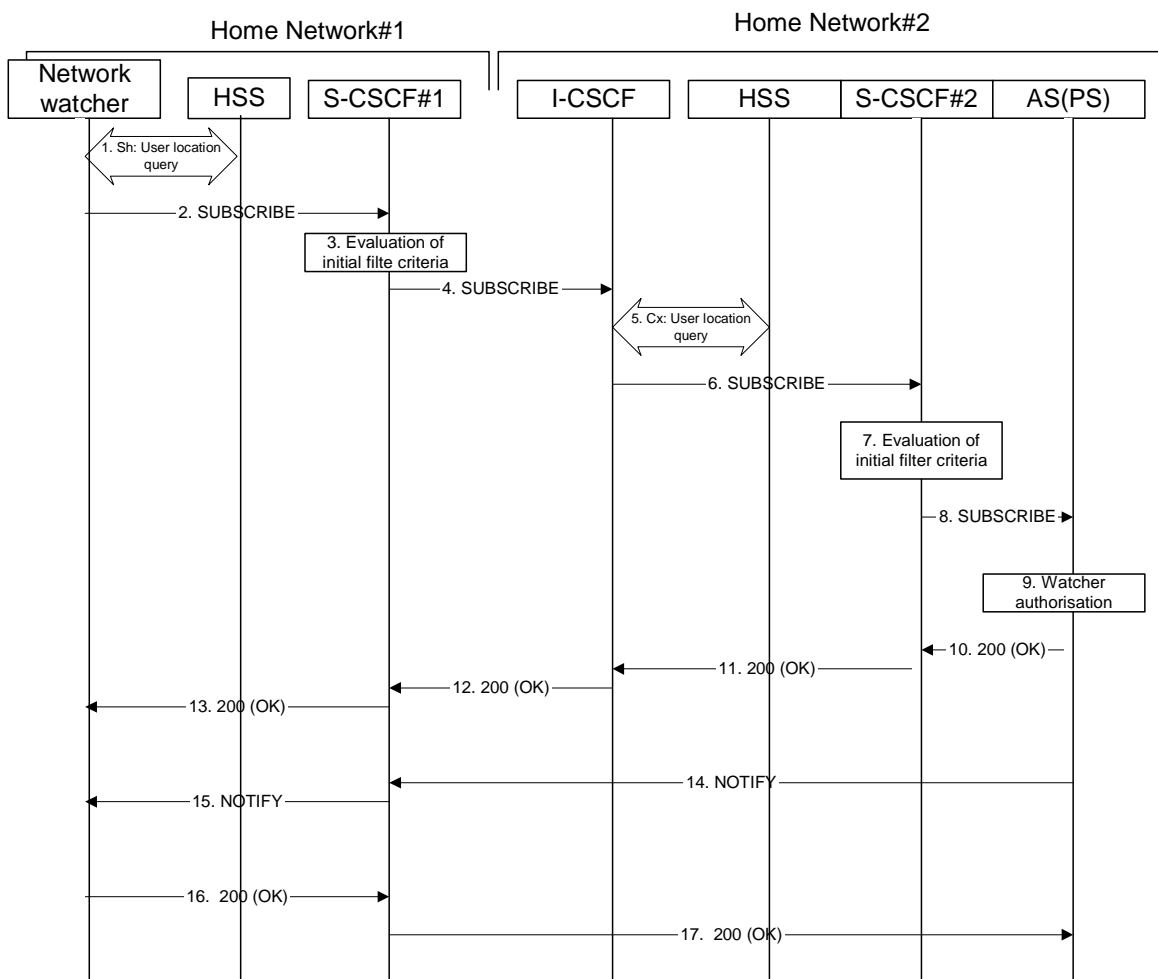 Home Network#1
Home Network#2
Network
watcher
HSS
S-CSCF#1
I-CSCF
HSS
S-CSCF#2
AS(PS)
1. Sh: User location
query
2. SUBSCRIBE
3. Evaluation of
initial filte criteria
4. SUBSCRIBE
5. Cx: User location
query
6. SUBSCRIBE
7. Evaluation of
initial filter criteria
8. SUBSCRIBE
9. Watcher
authorisation
10. 200 (OK)
11. 200 (OK)
12. 200 (OK)
13. 200 (OK)
14. NOTIFY
15. NOTIFY
16. 200 (OK)
17. 200 (OK)